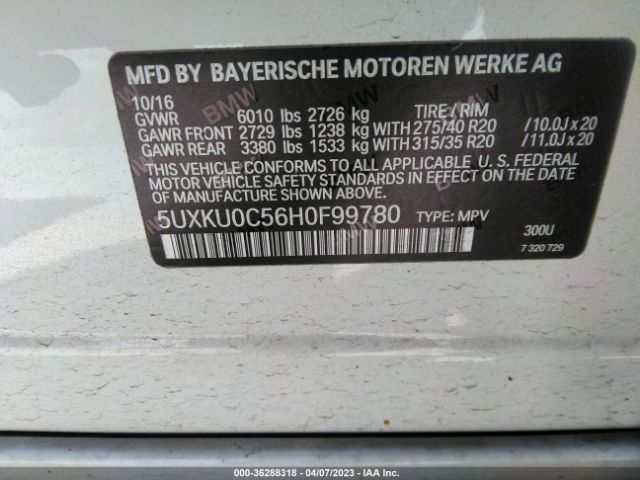 MFD BY BAYERISCHE MOTOREN WERKE AG
10/16
GVWR 6010 lbs 2726 kg TIRE/RIM
GAWR FRONT 2729 lbs 1238 kg WITH 275/40 R20 /10.0J x 20
GAWR REAR 3380 lbs 1533 kg WITH 315/35 R20 /11.0J x 20
THIS VEHICLE CONFORMS TO ALL APPLICABLE U. S. FEDERAL
MOTOR VEHICLE SAFETY STANDARDS IN EFFECT ON THE DATE OF
MANUFACTURE SHOWN ABOVE.
5UXKU0C56H0F99780 TYPE: MPV
300U
7 320 729
000-36288318 | 04/07/2023 | IAA Inc.